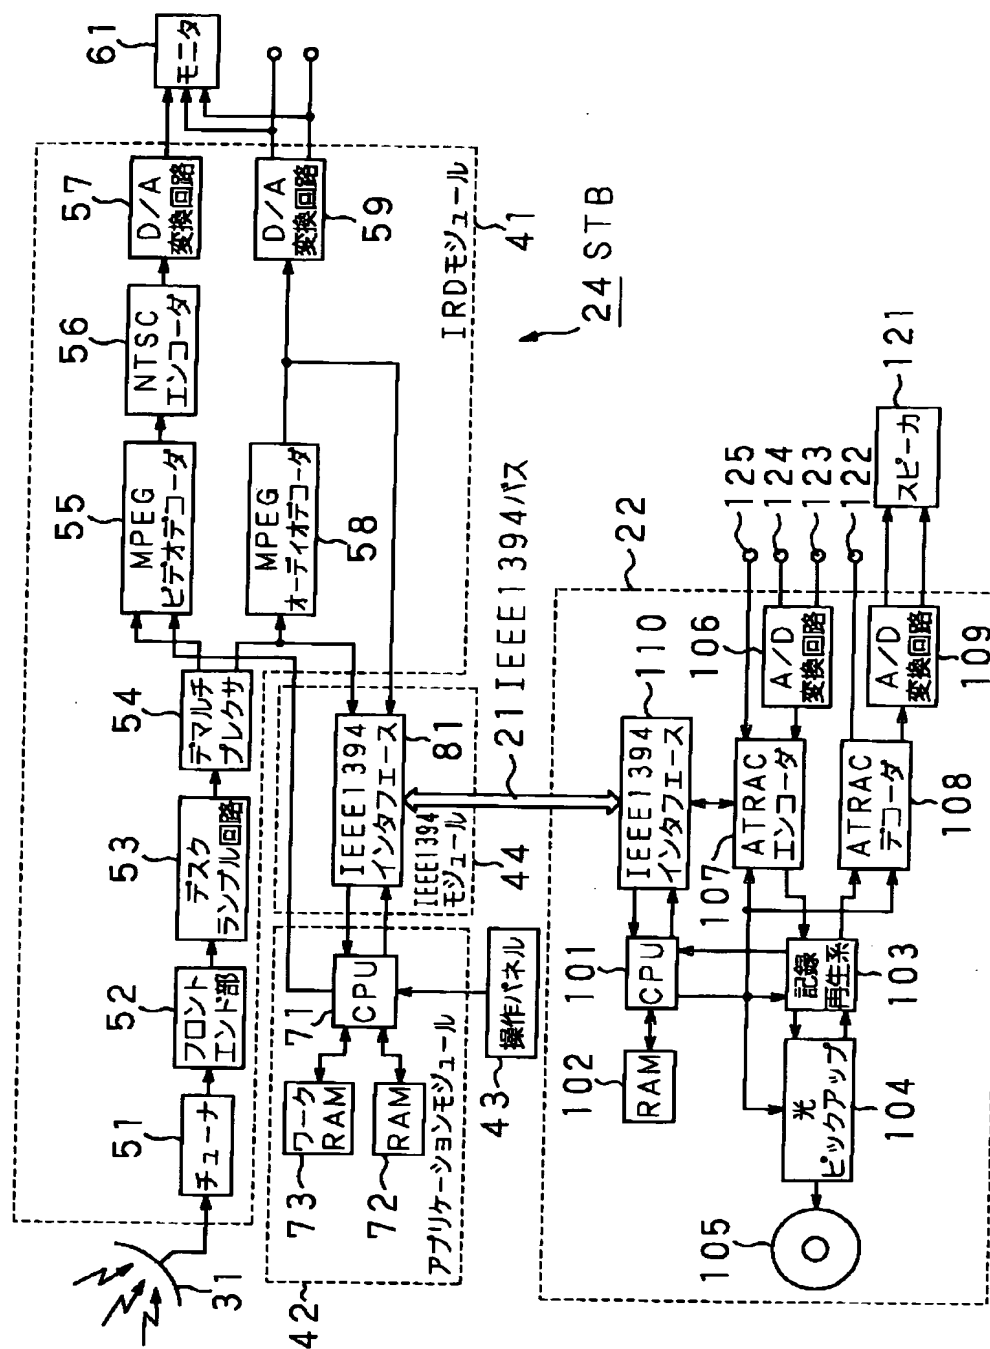 31
51
チューナ
52
フロント
エンド部
53
デスク
ランブル回路
54
デマルチ
プレクサ
55
MPEG
ビデオデコーダ
56
NTSC
エンコーダ
57
D/A
変換回路
61
モニタ
MPEG
オーディオデコーダ
58
D/A
変換回路
59
IRDモジュール
41
24 STB
42
アプリケーションモジュール
73
ワーク
RAM
72
RAM
71
CPU
43
操作パネル
IEEE1394
インタフェース
81
IEEE1394
モジュール
44
21 IEEE1394バス
22
101
CPU
102
RAM
IEEE1394
インタフェース
110
107
ATRAC
エンコーダ
106
A/D
変換回路
125
124
123
122
121
スピーカ
ATRAC
デコーダ
108
A/D
変換回路
109
記録
再生系
103
光
ピックアップ
104
105